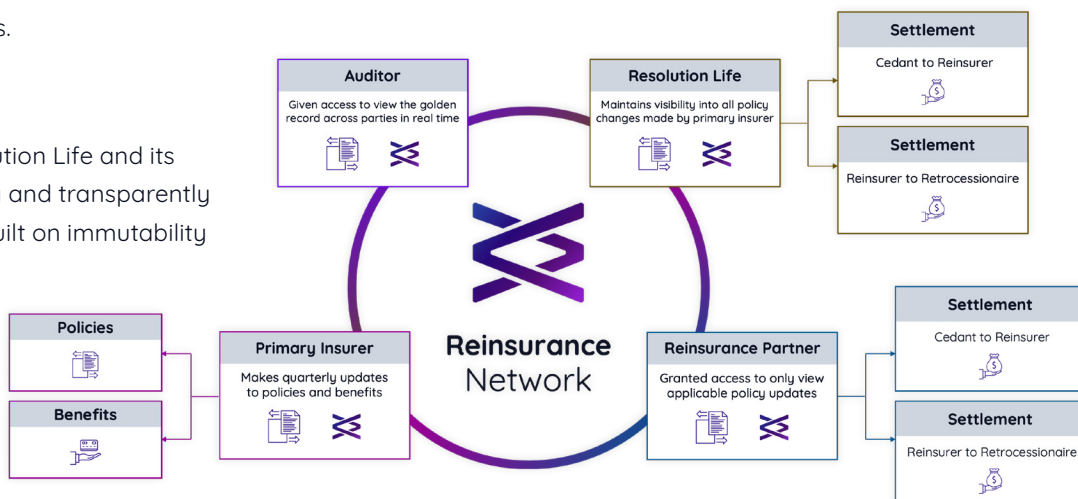 s.
ution Life and its
and transparently
uilt on immutability
Auditor
Given access to view the golden
record across parties in real time
Resolution Life
Maintains visibility into all policy
changes made by primary insurer
Settlement
Cedant to Reinsurer
Settlement
Reinsurer to Retrocessionaire
Reinsurance
Network
Policies
Benefits
Primary Insurer
Makes quarterly updates
to policies and benefits
Reinsurance Partner
Granted access to only view
applicable policy updates
Settlement
Cedant to Reinsurer
Settlement
Reinsurer to Retrocessionaire